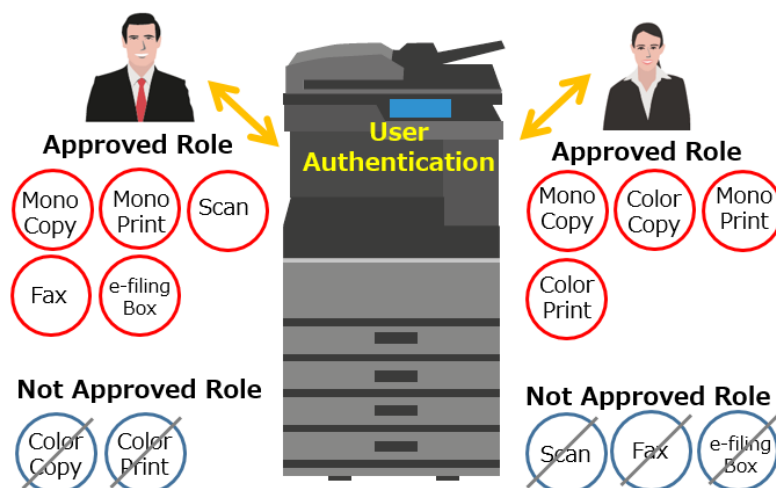 User
Authentication
Approved Role
Mono
Copy
Mono
Print
Scan
Fax
e-filing
Box
Not Approved Role
Color
Copy
Color
Print
Approved Role
Mono
Copy
Color
Copy
Mono
Print
Color
Print
Not Approved Role
Scan
Fax
e-filing
Box